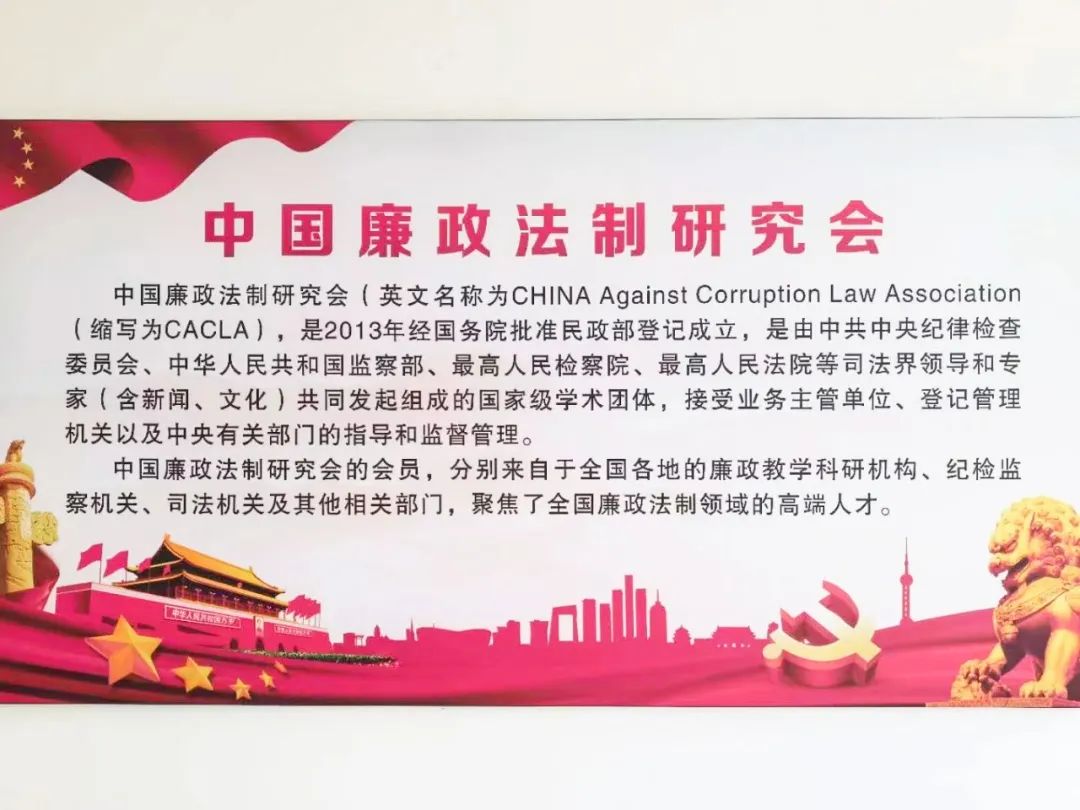 中国廉政法制研究会
中国廉政法制研究会（英文名称为CHINA Against Corruption Law Association
（缩写为CACLA），是2013年经国务院批准民政部登记成立，是由中共中央纪律检查
委员会、中华人民共和国监察部、最高人民检察院、最高人民法院等司法界领导和专
家（含新闻、文化）共同发起组成的国家级学术团体，接受业务主管单位、登记管理
机关以及中央有关部门的指导和监督管理。
中国廉政法制研究会的会员，分别来自于全国各地的廉政教学科研机构、纪检监
察机关、司法机关及其他相关部门，聚焦了全国廉政法制领域的高端人才。
中华人民共和国万岁